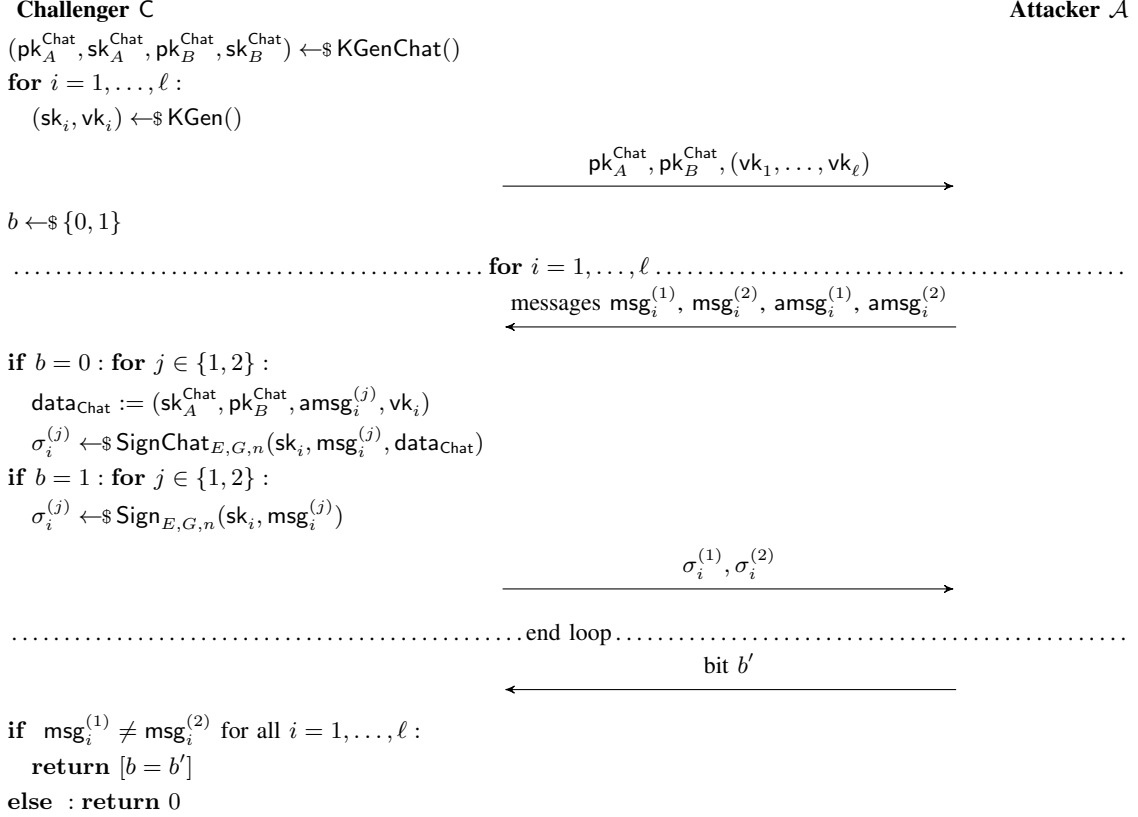 Challenger C Attacker 𝒜
(pk_A^Chat, sk_A^Chat, pk_B^Chat, sk_B^Chat) ←$ KGenChat()
for i = 1, . . . , ℓ :
(sk_i, vk_i) ←$ KGen()
pk_A^Chat, pk_B^Chat, (vk_1, . . . , vk_ℓ)
b ←$ {0, 1}
for i = 1, . . . , ℓ
messages msg_i^(1), msg_i^(2), amsg_i^(1), amsg_i^(2)
if b = 0 : for j ∈ {1, 2} :
data_Chat := (sk_A^Chat, pk_B^Chat, amsg_i^(j), vk_i)
σ_i^(j) ←$ SignChat_{E,G,n}(sk_i, msg_i^(j), data_Chat)
if b = 1 : for j ∈ {1, 2} :
σ_i^(j) ←$ Sign_{E,G,n}(sk_i, msg_i^(j))
σ_i^(1), σ_i^(2)
end loop
bit b′
if msg_i^(1) ≠ msg_i^(2) for all i = 1, . . . , ℓ :
return [b = b′]
else : return 0